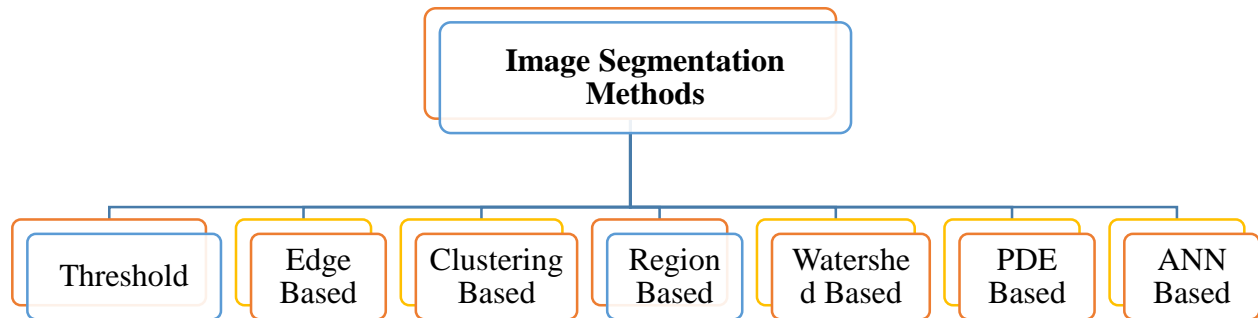 Image Segmentation
Methods
Threshold
Edge
Based
Clustering
Based
Region
Based
Watershe
d Based
PDE
Based
ANN
Based